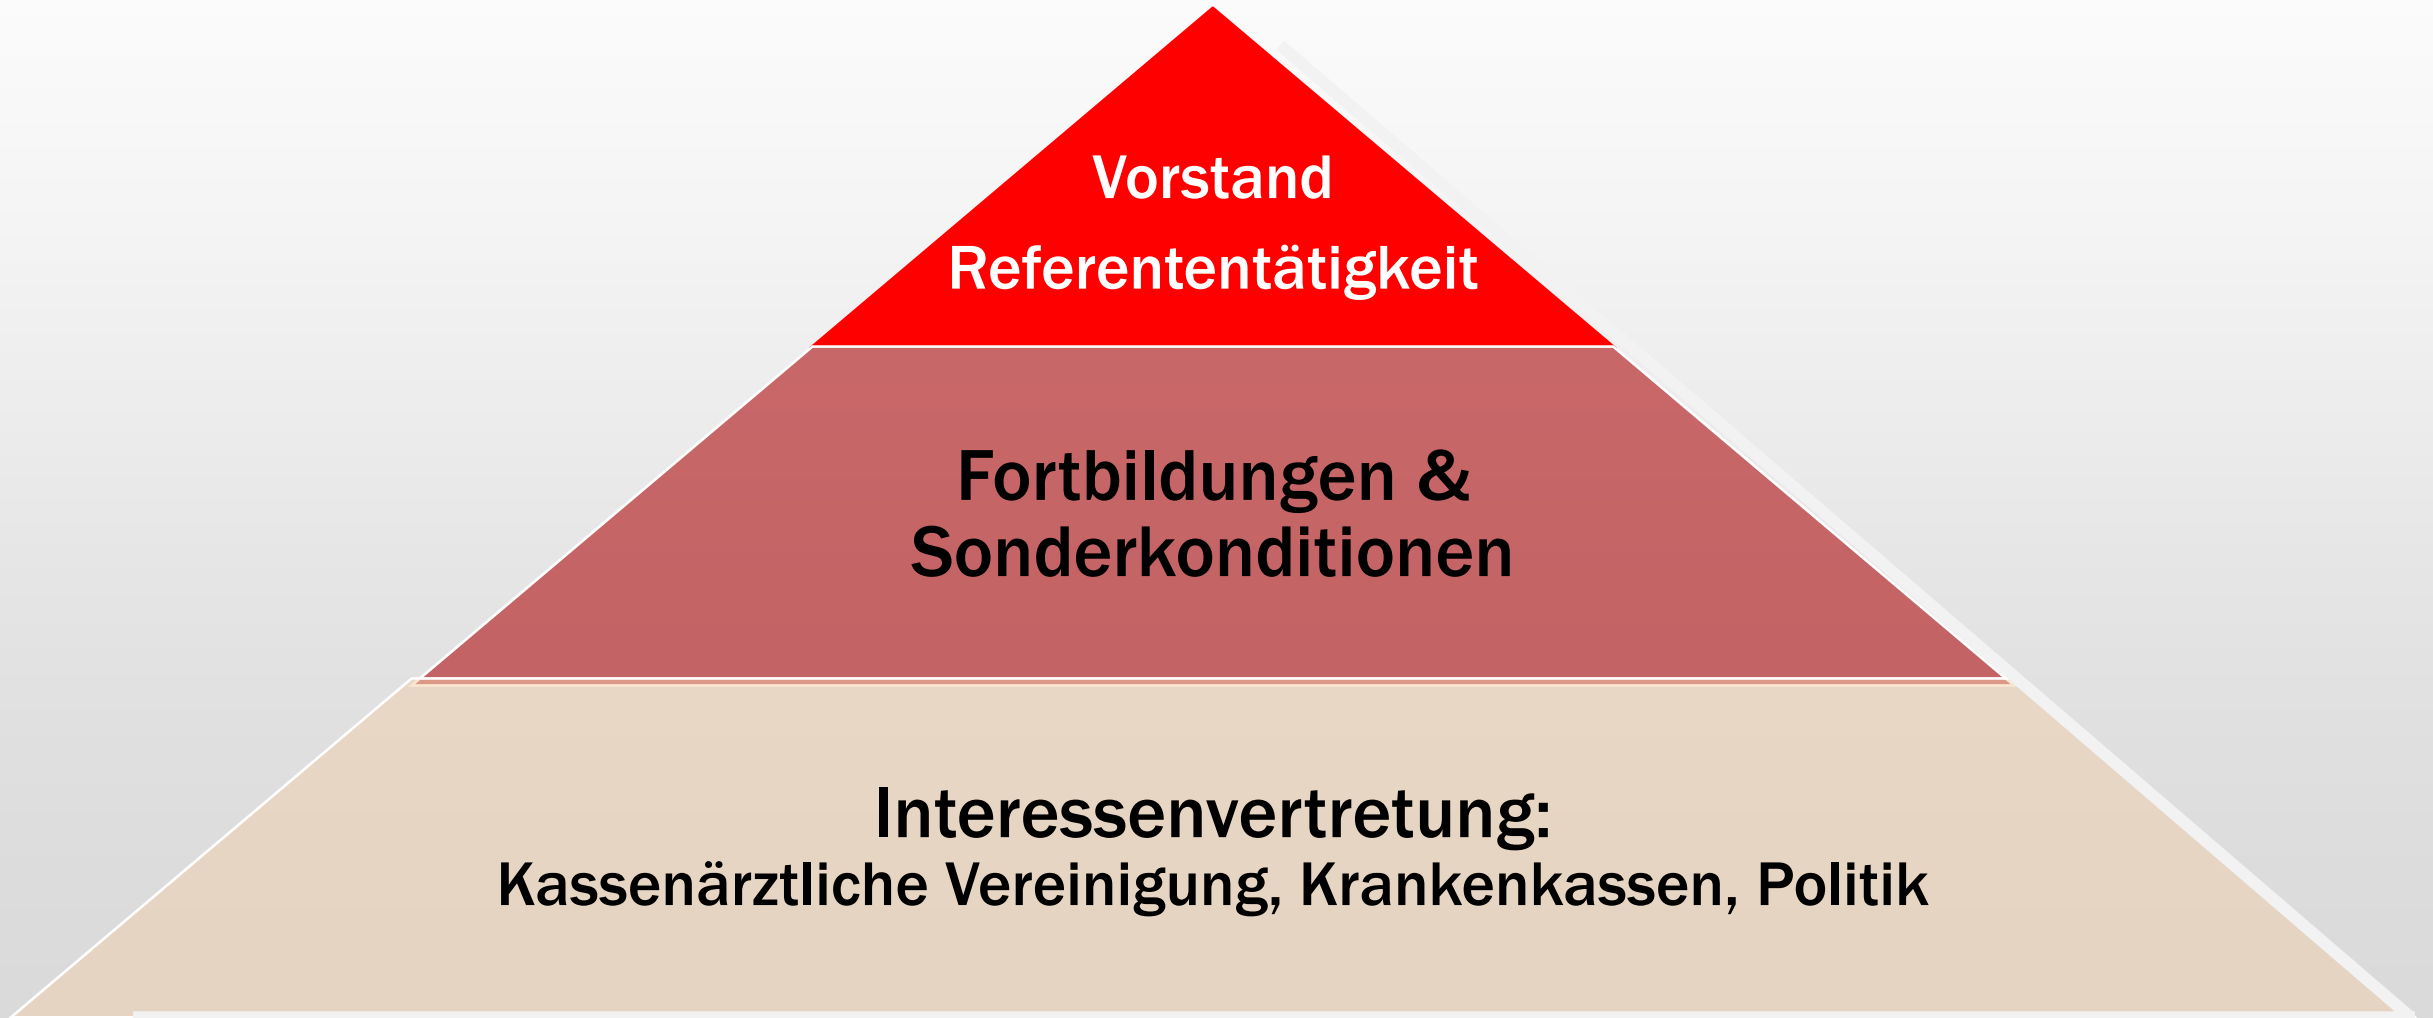 Vorstand
Referententätigkeit
Fortbildungen &
Sonderkonditionen
Interessenvertretung:
Kassenärztliche Vereinigung, Krankenkassen, Politik